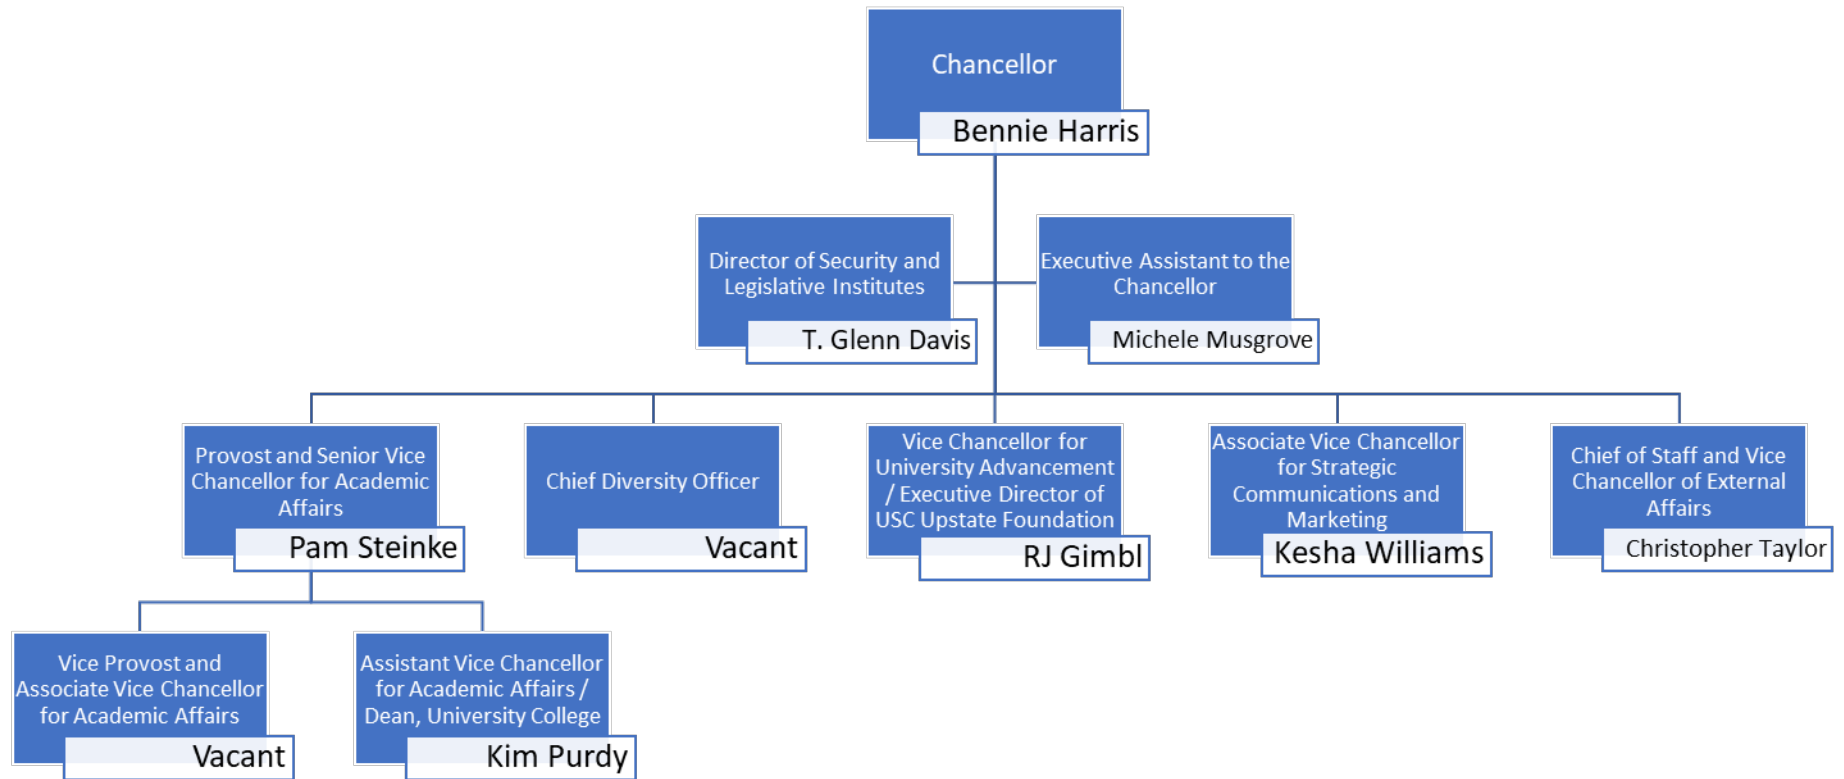 Chancellor
Bennie Harris
Director of Security and
Legislative Institutes
T. Glenn Davis
Executive Assistant to the
Chancellor
Michele Musgrove
Provost and Senior Vice
Chancellor for Academic
Affairs
Pam Steinke
Chief Diversity Officer
Vacant
Vice Chancellor for
University Advancement
/ Executive Director of
USC Upstate Foundation
RJ Gimbl
Associate Vice Chancellor
for Strategic
Communications and
Marketing
Kesha Williams
Chief of Staff and Vice
Chancellor of External
Affairs
Christopher Taylor
Vice Provost and
Associate Vice Chancellor
for Academic Affairs
Vacant
Assistant Vice Chancellor
for Academic Affairs /
Dean, University College
Kim Purdy